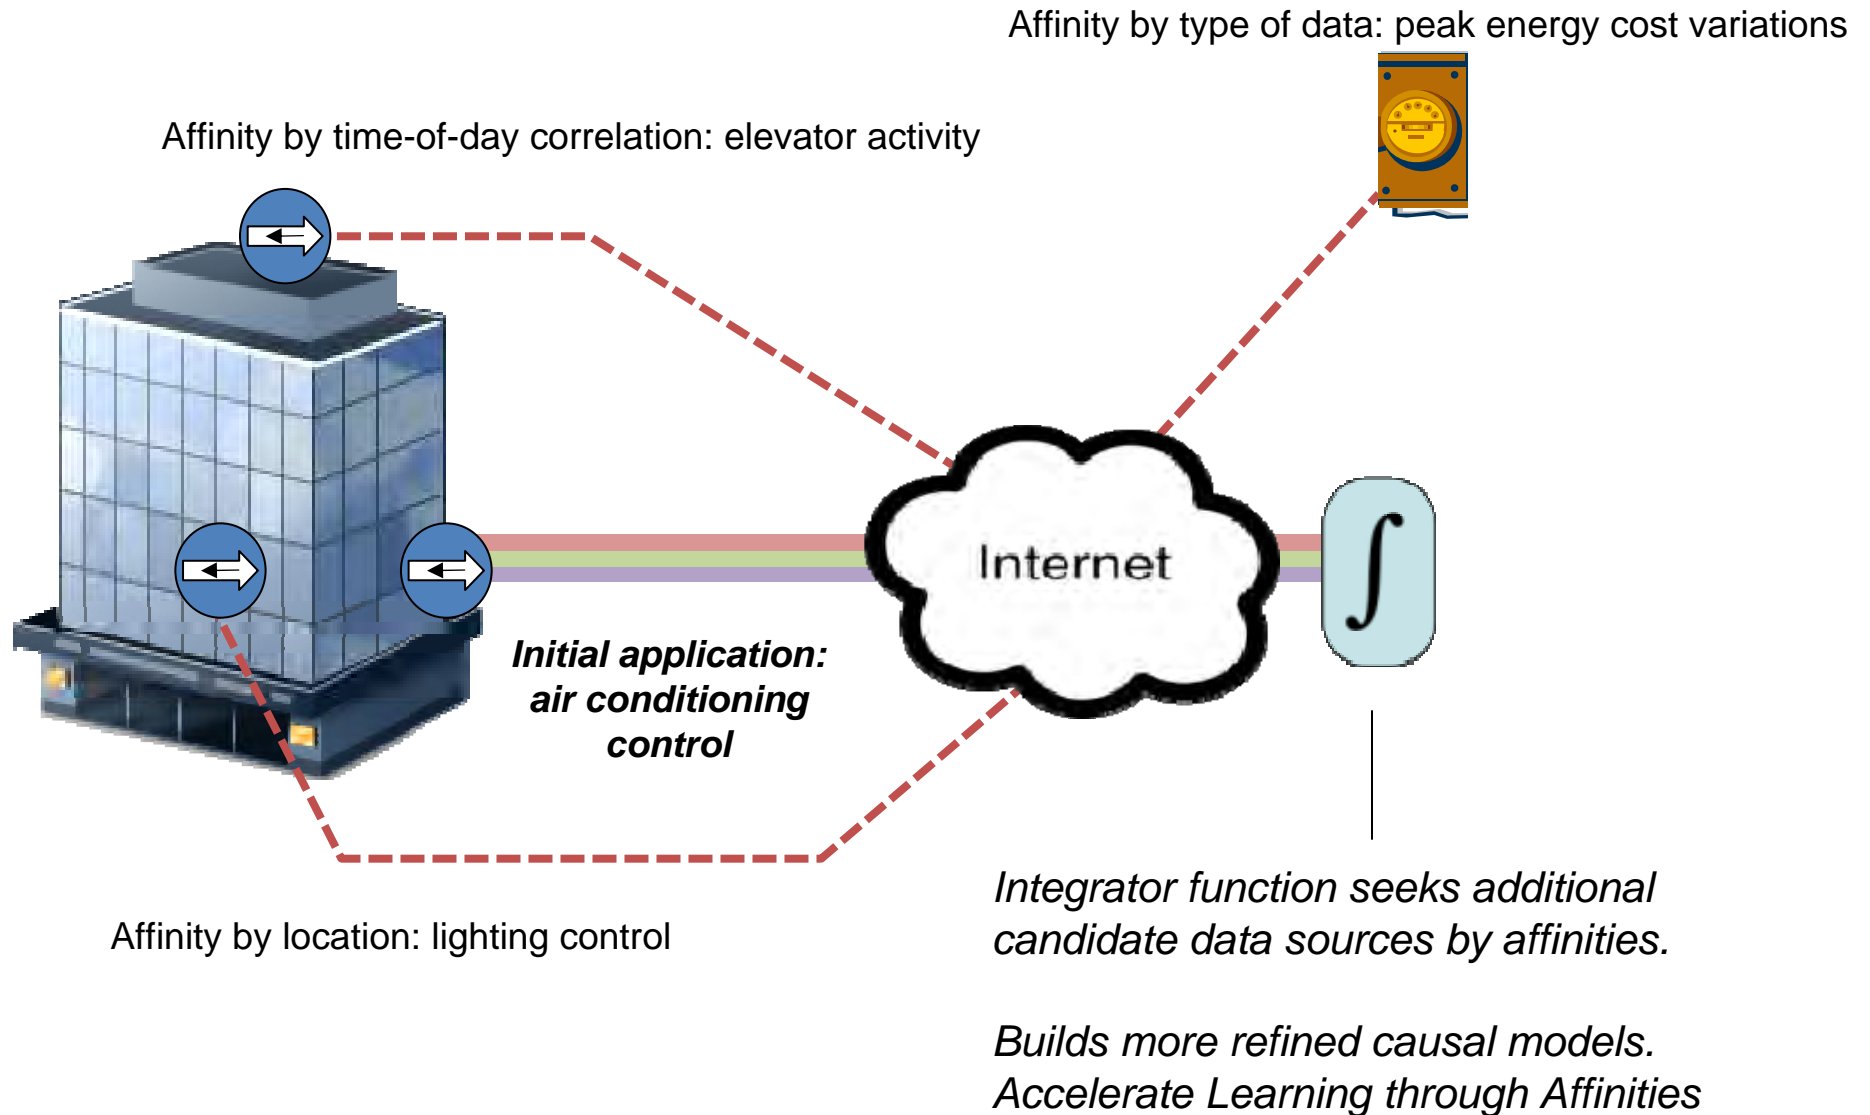 Affinity by type of data: peak energy cost variations
Affinity by time-of-day correlation: elevator activity
Internet
∫
Initial application:
air conditioning
control
Affinity by location: lighting control
Integrator function seeks additional
candidate data sources by affinities.
Builds more refined causal models.
Accelerate Learning through Affinities